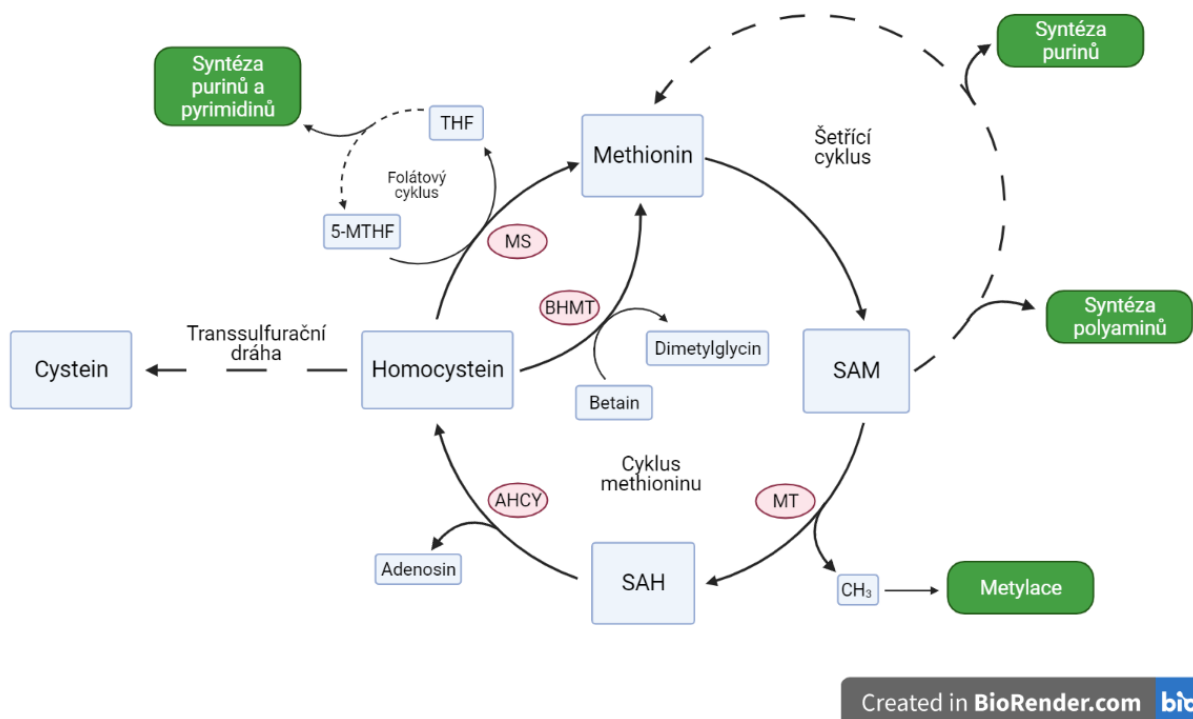 Syntéza
purinů
Syntéza
purinů a
pyrimidinů
THF
Methionin
Šetřící
cyklus
Folátový
cyklus
5-MTHF
MS
BHMT
Syntéza
polyaminů
Transsulfurační
dráha
Cystein
Homocystein
Dimetylglycin
SAM
Betain
Cyklus
methioninu
AHCY
MT
Adenosin
SAH
CH₃
Metylace
Created in BioRender.com bio